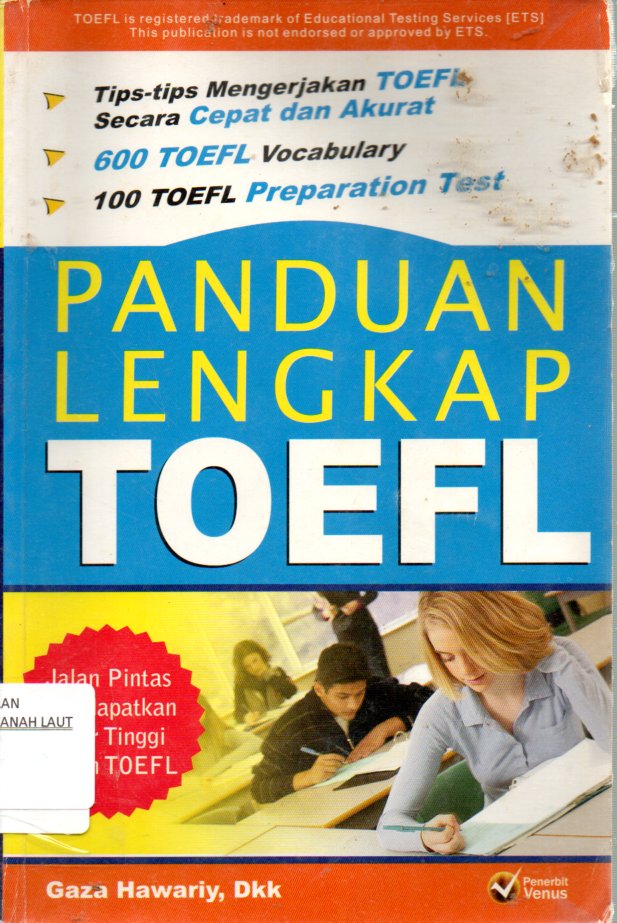 TOEFL is registered trademark of Educational Testing Services [ETS]
This publication is not endorsed or approved by ETS.
Tips-tips Mengerjakan TOEFL
Secara Cepat dan Akurat
600 TOEFL Vocabulary
100 TOEFL Preparation Test
PANDUAN
LENGKAP
TOEFL
Jalan Pintas
Tinggi
TOEFL
ANAH LAUT
Gaza Hawariy, Dkk
Penerbit
Venus